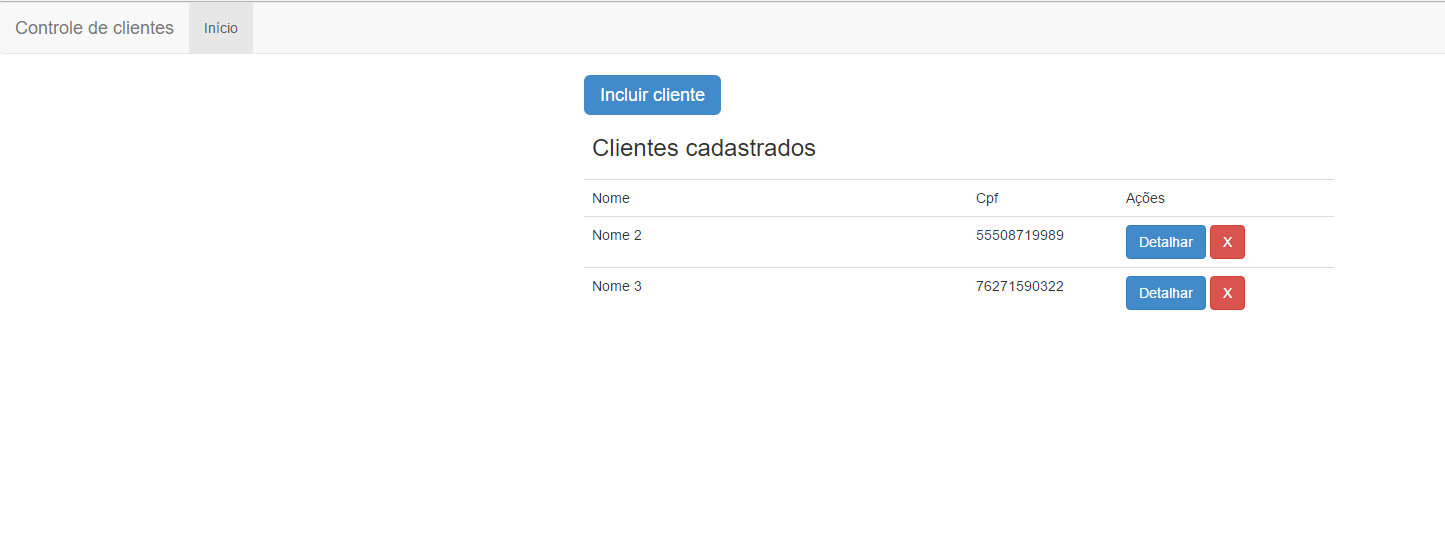 Controle de clientes Início
Incluir cliente
Clientes cadastrados
Nome Cpf Ações
Nome 2 55508719989 Detalhar X
Nome 3 76271590322 Detalhar X